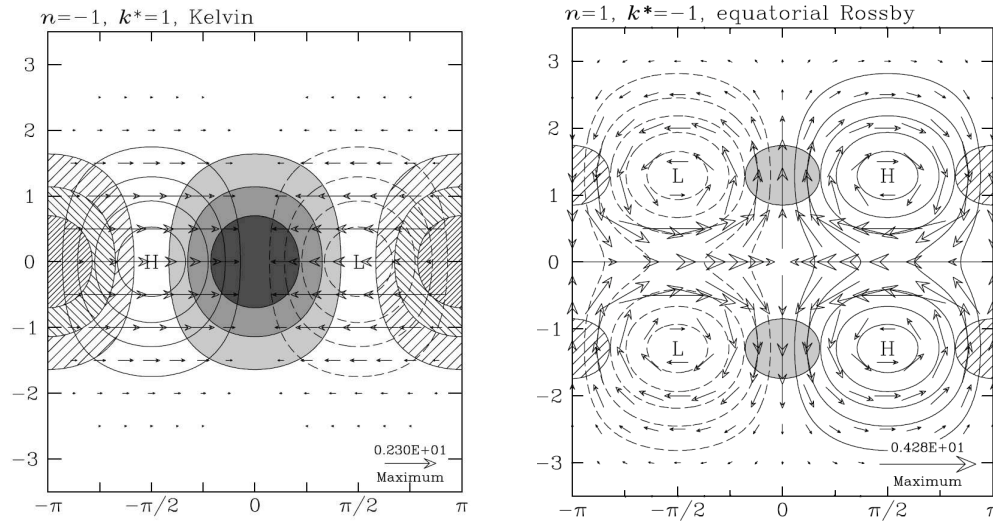 n=−1, k*=1, Kelvin
3
2
1
0
−1
−2
−3
H
L
0.230E+01
Maximum
−π
−π/2
0
π/2
π
n=1, k*=−1, equatorial Rossby
3
2
1
0
−1
−2
−3
L
H
L
H
0.428E+01
Maximum
−π
−π/2
0
π/2
π